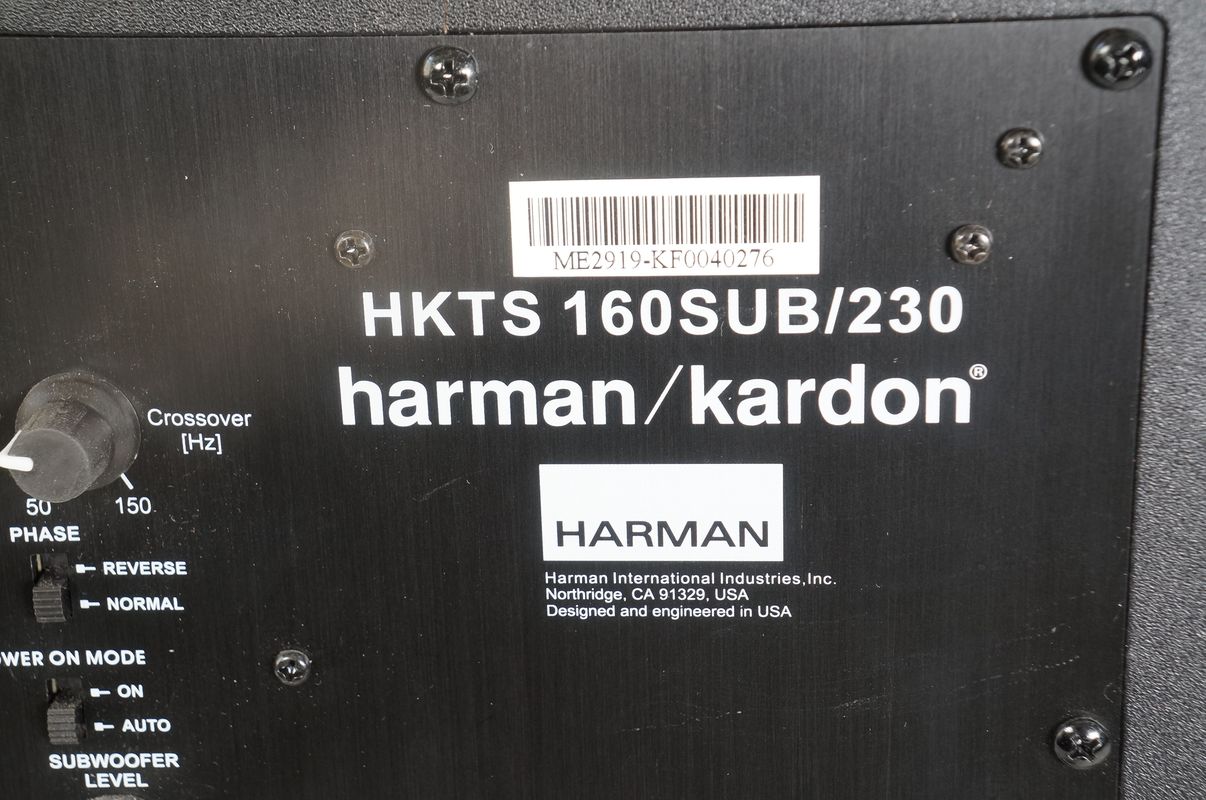 ME2919-KF0040276
HKTS 160SUB/230
harman/kardon®
Crossover
[Hz]
50 150
PHASE
REVERSE
NORMAL
HARMAN
Harman International Industries,Inc.
Northridge, CA 91329, USA
Designed and engineered in USA
OWER ON MODE
ON
AUTO
SUBWOOFER
LEVEL